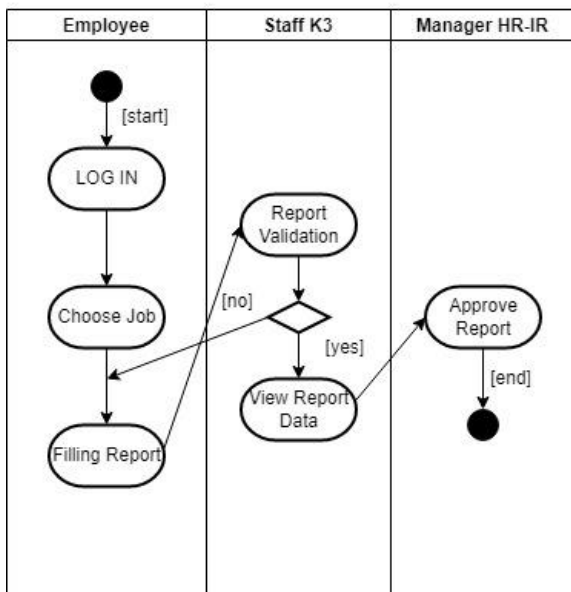 Employee
Staff K3
Manager HR-IR
[start]
LOG IN
Choose Job
Filling Report
Report
Validation
[no]
[yes]
View Report
Data
Approve
Report
[end]